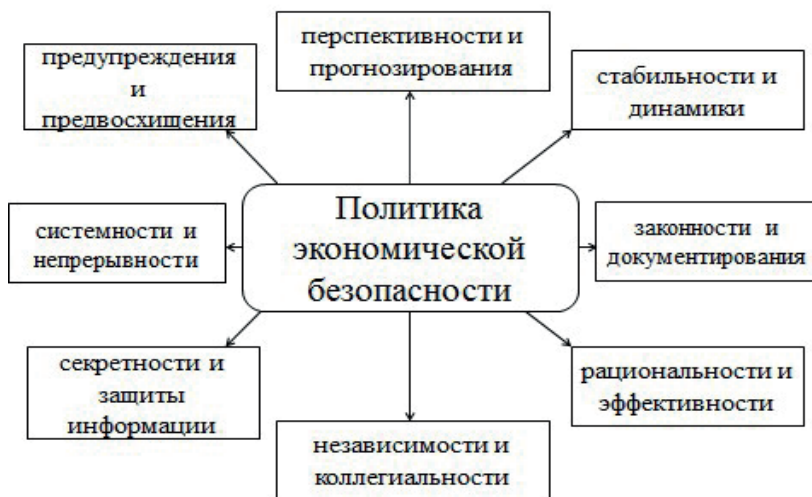 перспективности и
прогнозирования
предупреждения
и
предвосхищения
стабильности и
динамики
Политика
экономической
безопасности
системности и
непрерывности
законности и
документирования
секретности и
защиты
информации
рациональности и
эффективности
независимости и
коллегиальности